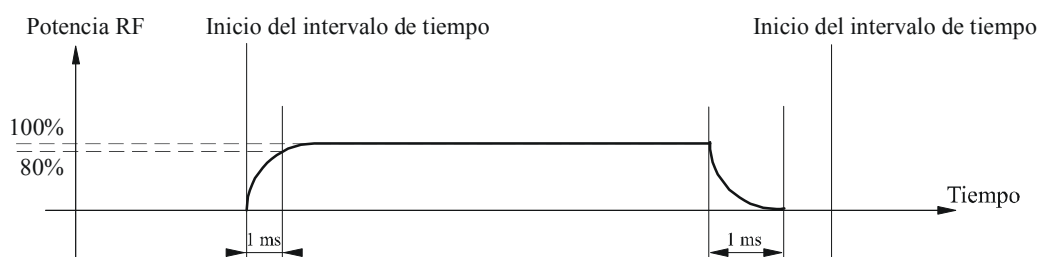 Potencia RF
Inicio del intervalo de tiempo
Inicio del intervalo de tiempo
100%
80%
Tiempo
1 ms
1 ms